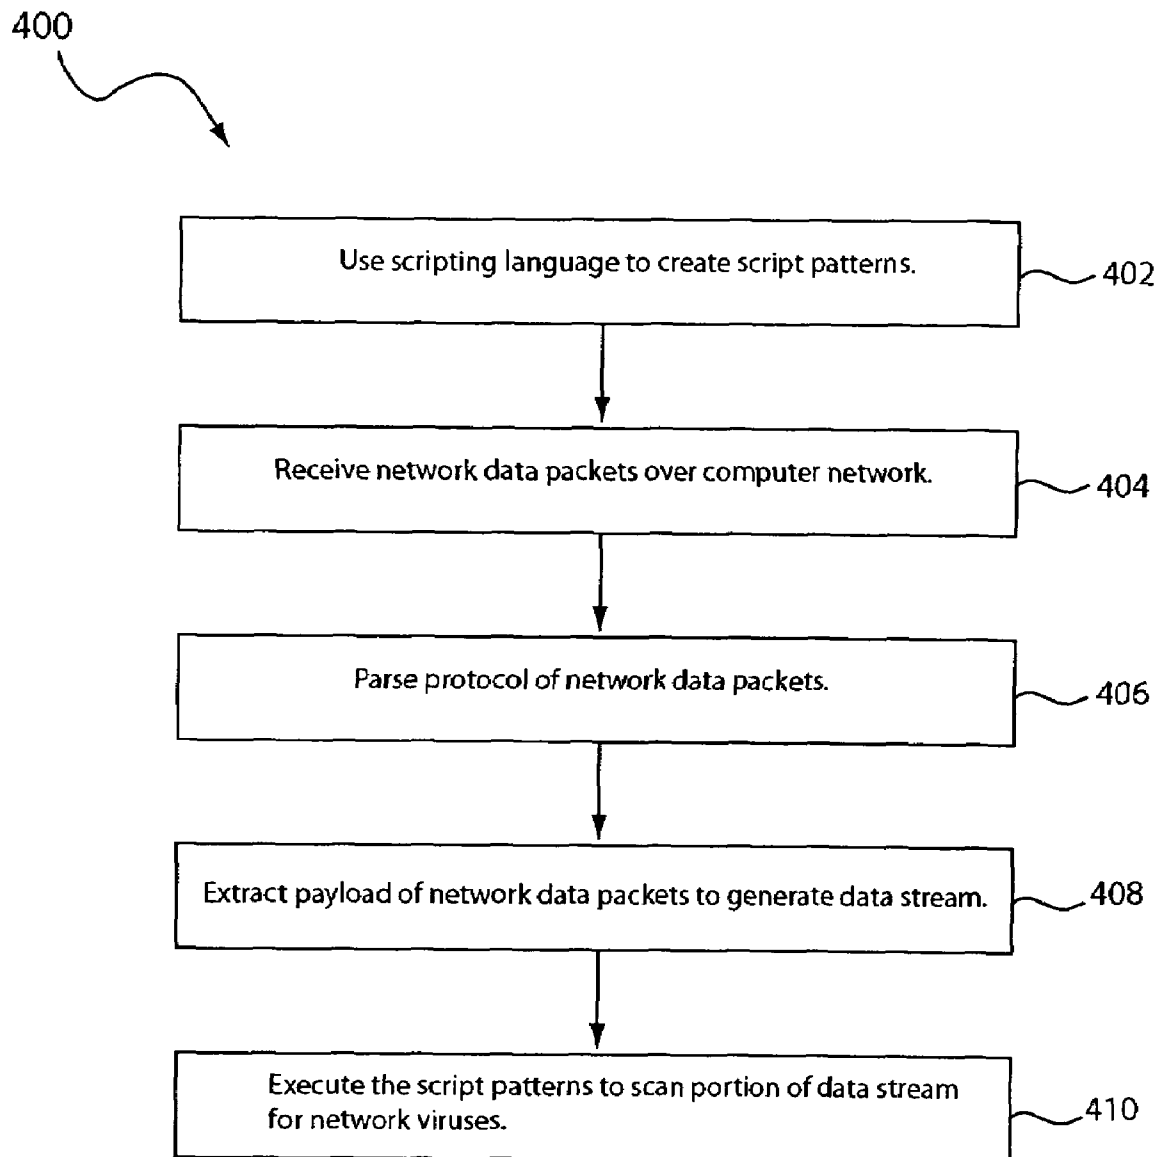 400
Use scripting language to create script patterns.
402
Receive network data packets over computer network.
404
Parse protocol of network data packets.
406
Extract payload of network data packets to generate data stream.
408
Execute the script patterns to scan portion of data stream
for network viruses.
410